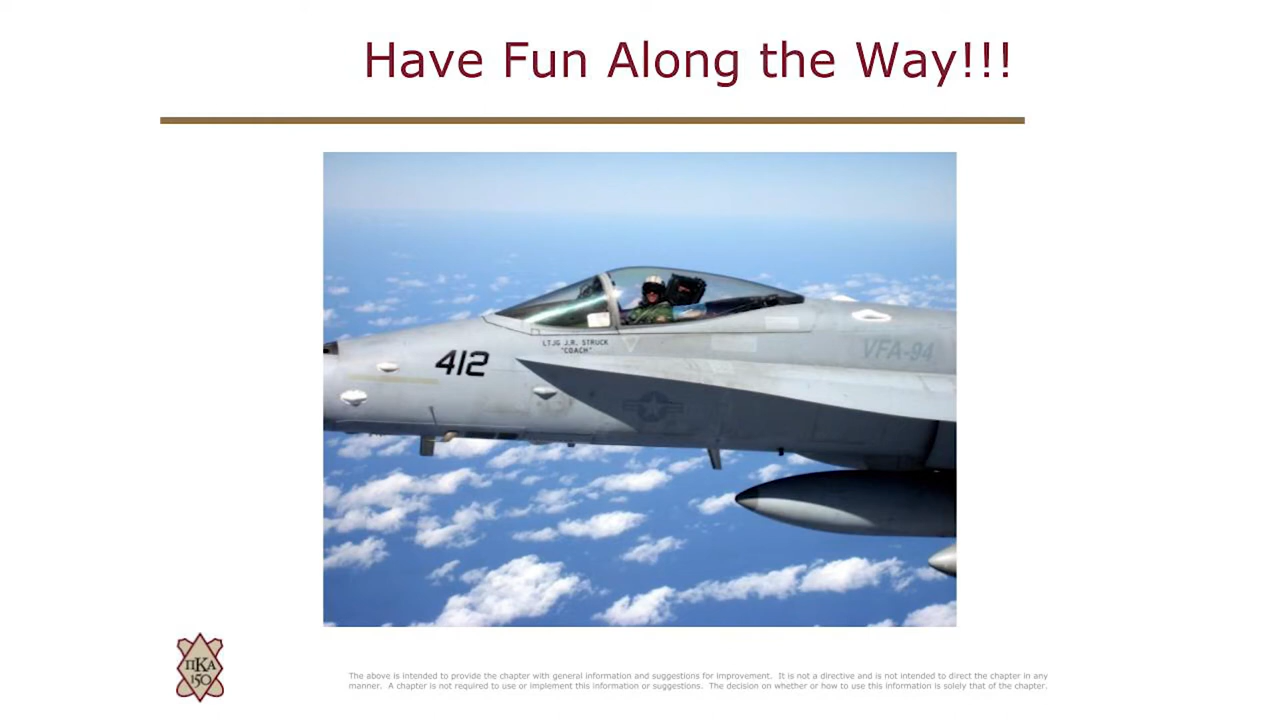 Have Fun Along the Way!!!
LTJG J.R. STRUCK
"COACH"
412
VFA-94
ΠΚΑ
150
The above is intended to provide the chapter with general information and suggestions for improvement. It is not a directive and is not intended to direct the chapter in any
manner. A chapter is not required to use or implement this information or suggestions. The decision on whether or how to use this information is solely that of the chapter.